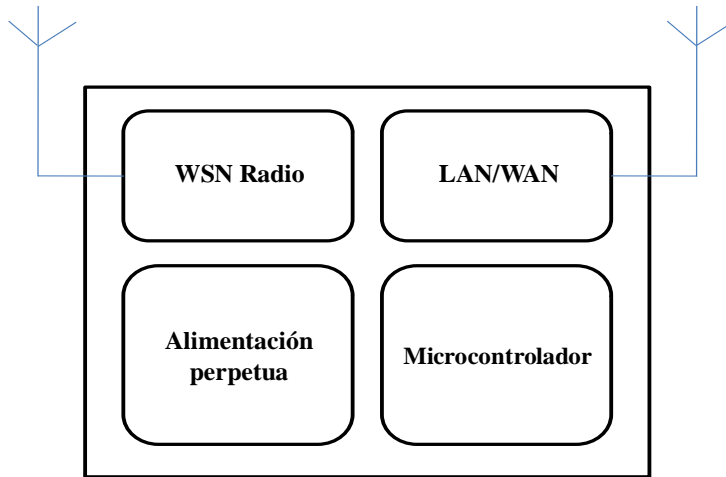 WSN Radio
LAN/WAN
Alimentación
perpetua
Microcontrolador